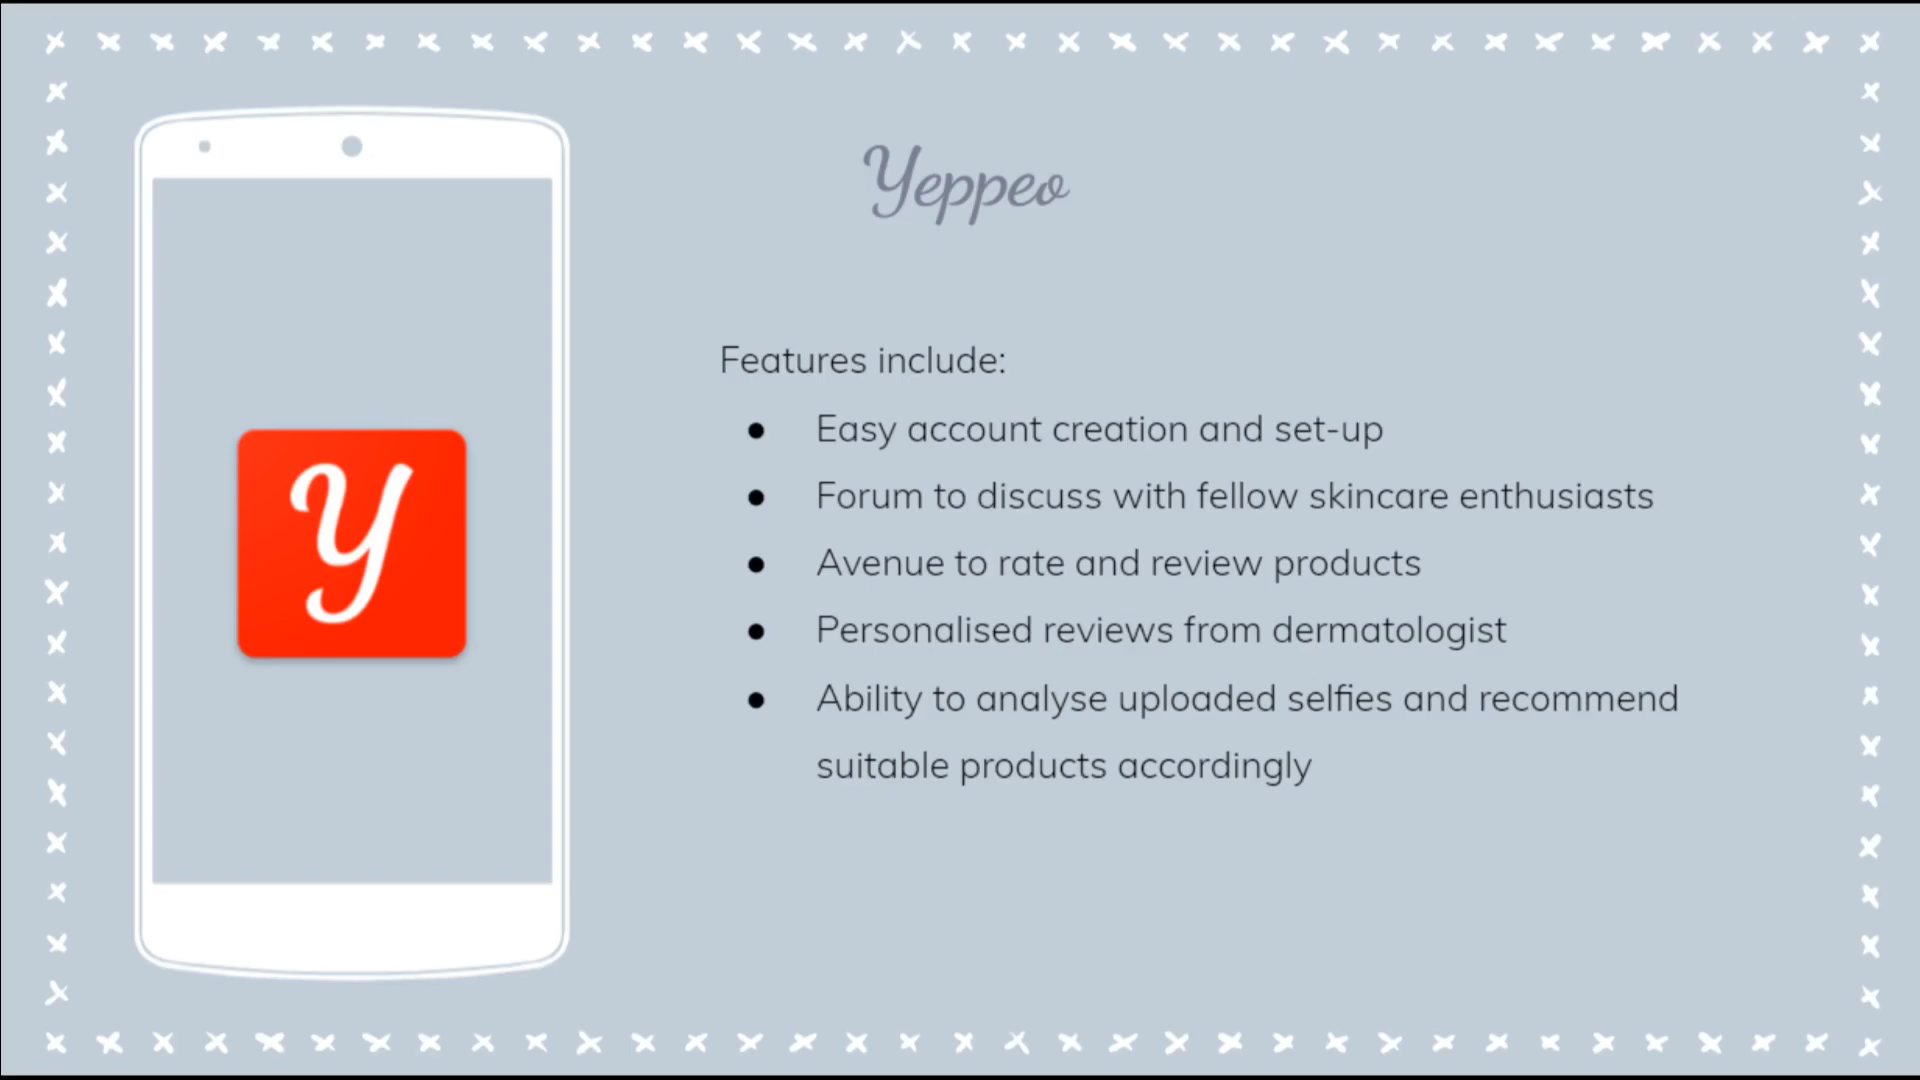 Yeppeo
Y
Features include:
● Easy account creation and set-up
● Forum to discuss with fellow skincare enthusiasts
● Avenue to rate and review products
● Personalised reviews from dermatologist
● Ability to analyse uploaded selfies and recommend
suitable products accordingly